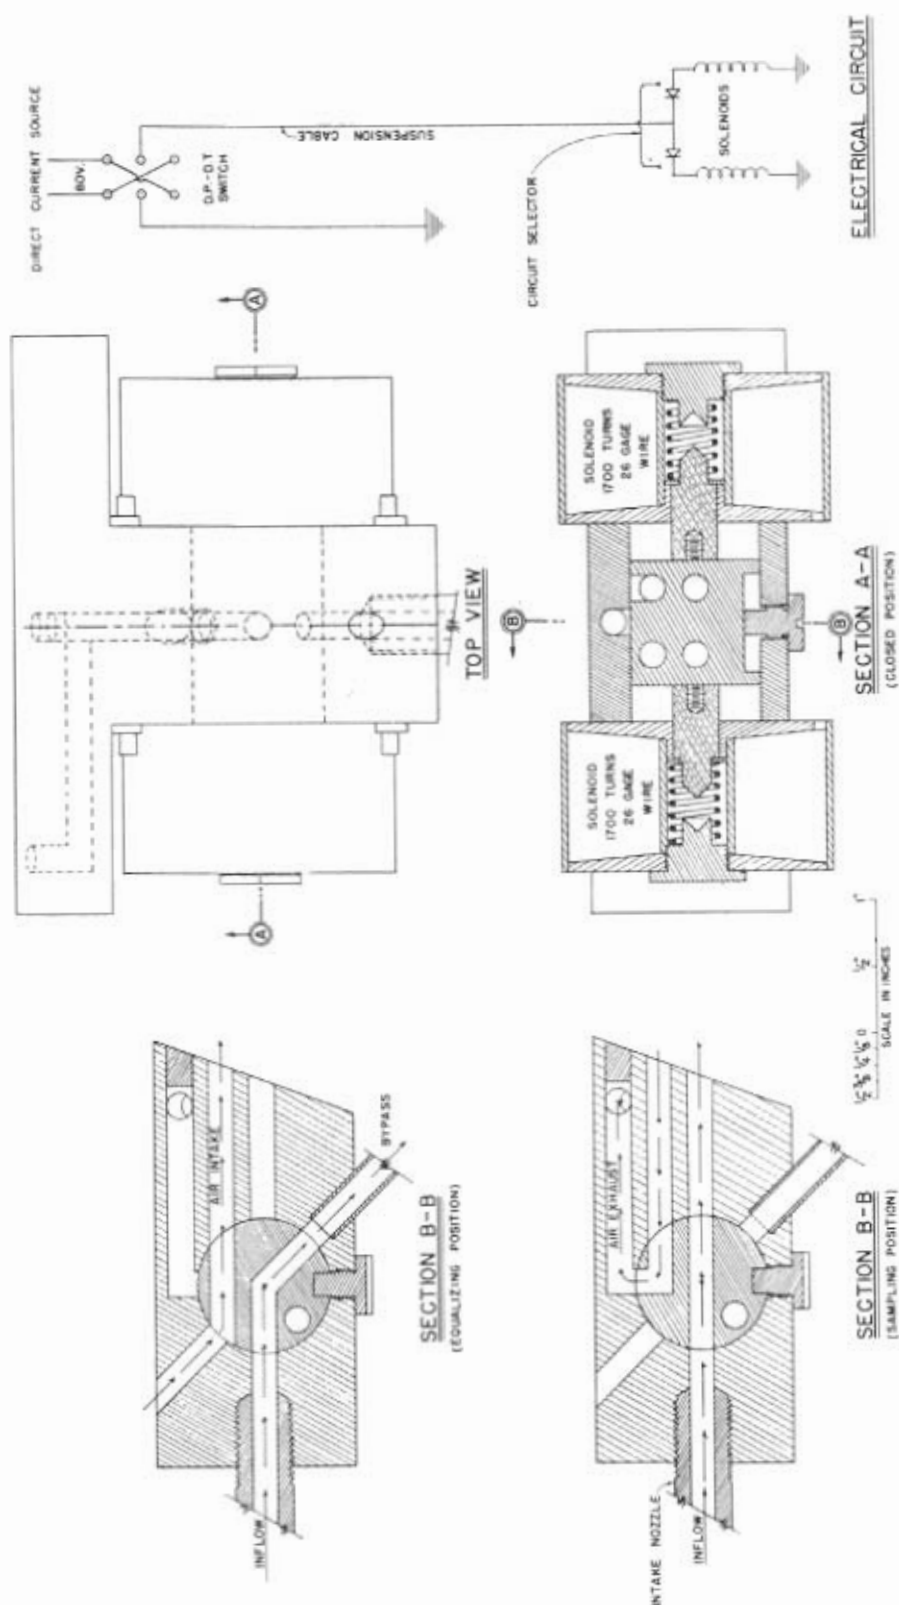 INFLOW
AIR INTAKE
BYPASS
SECTION B-B
(EQUALIZING POSITION)
INTAKE NOZZLE
INFLOW
AIR EXHAUST
SECTION B-B
(SAMPLING POSITION)
A
A
TOP VIEW
B
B
SOLENOID
1700 TURNS
26 GAGE
WIRE
SOLENOID
1700 TURNS
26 GAGE
WIRE
SECTION A-A
(CLOSED POSITION)
SCALE IN INCHES
DIRECT CURRENT SOURCE
80V.
D.P.-D.T
SWITCH
SUSPENSION CABLE
CIRCUIT SELECTOR
SOLENOIDS
ELECTRICAL CIRCUIT